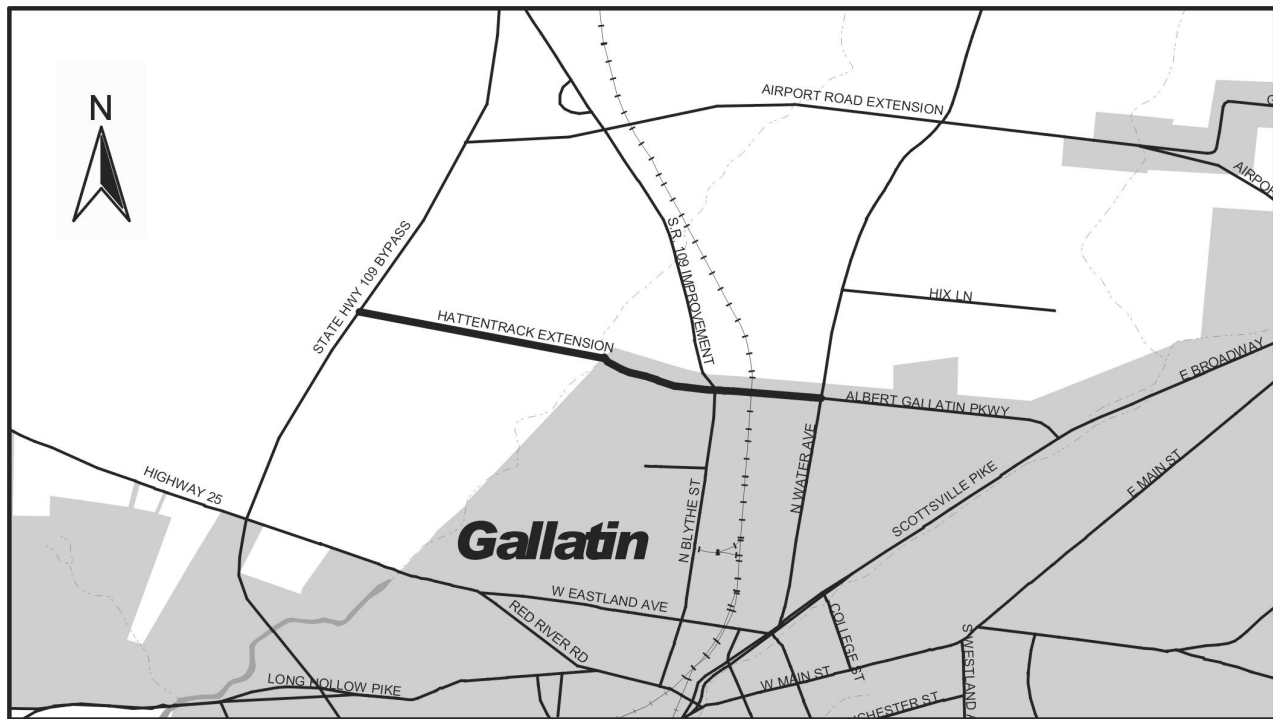 N
AIRPORT ROAD EXTENSION
STATE HWY 109 BYPASS
S.R. 109 IMPROVEMENT
HIX LN
HATTENTRACK EXTENSION
E BROADWAY
ALBERT GALLATIN PKWY
HIGHWAY 25
N WATER AVE
SCOTTSVILLE PIKE
E MAIN ST
Gallatin
N BLYTHE ST
W EASTLAND AVE
RED RIVER RD
COLLEGE ST
LONG HOLLOW PIKE
W MAIN ST